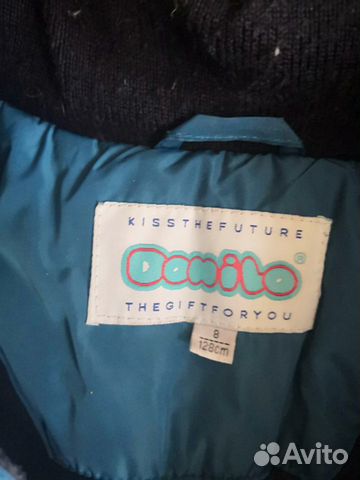 KISSTHEFUTURE
Danilo®
THEGIFTFORYOU
8
128cm
Avito